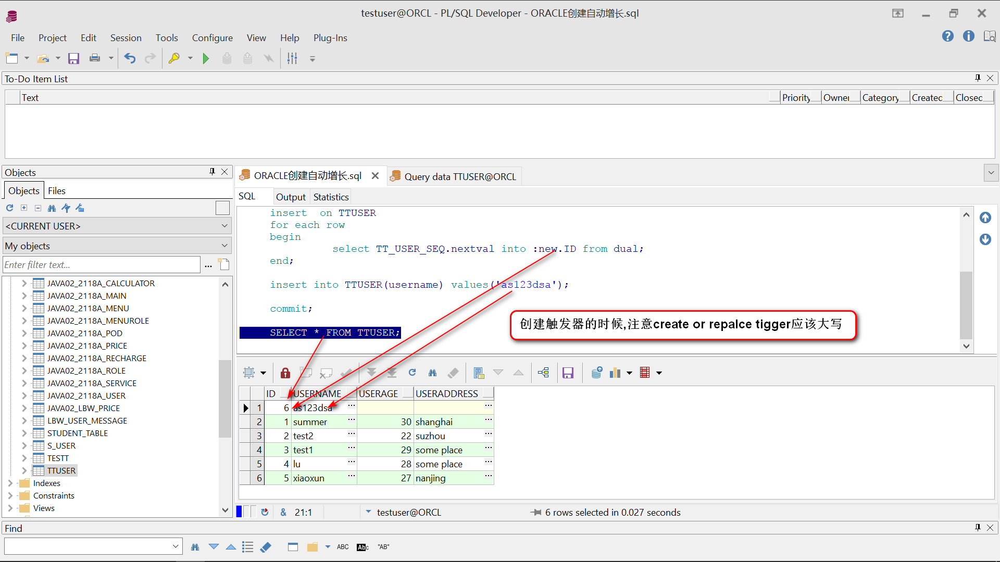 testuser@ORCL - PL/SQL Developer - ORACLE创建自动增长.sql
File Project Edit Session Tools Configure View Help Plug-Ins
To-Do Item List
Text Priority Owner Category Created Closed
Objects
Objects Files
<CURRENT USER>
My objects
Enter filter text...
JAVA02_2118A_CALCULATOR
JAVA02_2118A_MAIN
JAVA02_2118A_MENU
JAVA02_2118A_MENUROLE
JAVA02_2118A_POD
JAVA02_2118A_PRICE
JAVA02_2118A_RECHARGE
JAVA02_2118A_ROLE
JAVA02_2118A_SERVICE
JAVA02_2118A_USER
JAVA02_LBW_PRICE
LBW_USER_MESSAGE
STUDENT_TABLE
S_USER
TESTT
TTUSER
Indexes
Constraints
Views
ORACLE创建自动增长.sql Query data TTUSER@ORCL
SQL Output Statistics
insert on TTUSER
for each row
begin
select TT_USER_SEQ.nextval into :new.ID from dual;
end;
insert into TTUSER(username) values('as123dsa');
commit;
SELECT * FROM TTUSER;
创建触发器的时候,注意create or repalce tigger应该大写
ID USERNAME USERAGE USERADDRESS
1 6 as123dsa ... ...
2 1 summer ... 30 shanghai ...
3 2 test2 ... 22 suzhou ...
4 3 test1 ... 29 some place ...
5 4 lu ... 28 some place ...
6 5 xiaoxun ... 27 nanjing ...
& 21:1 testuser@ORCL 6 rows selected in 0.027 seconds
Find
ABC Abc "AB"